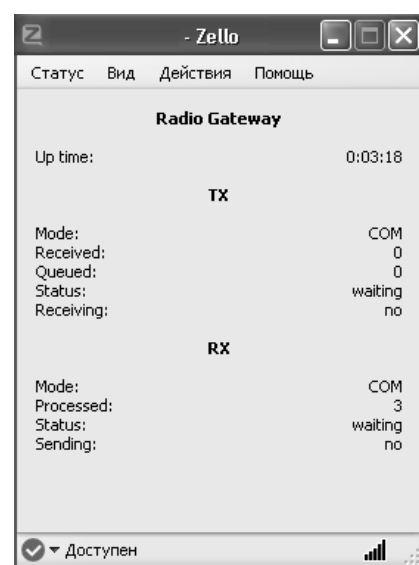 - Zello
Статус Вид Действия Помощь
Radio Gateway
Up time: 0:03:18
TX
Mode: COM
Received: 0
Queued: 0
Status: waiting
Receiving: no
RX
Mode: COM
Processed: 3
Status: waiting
Sending: no
Доступен